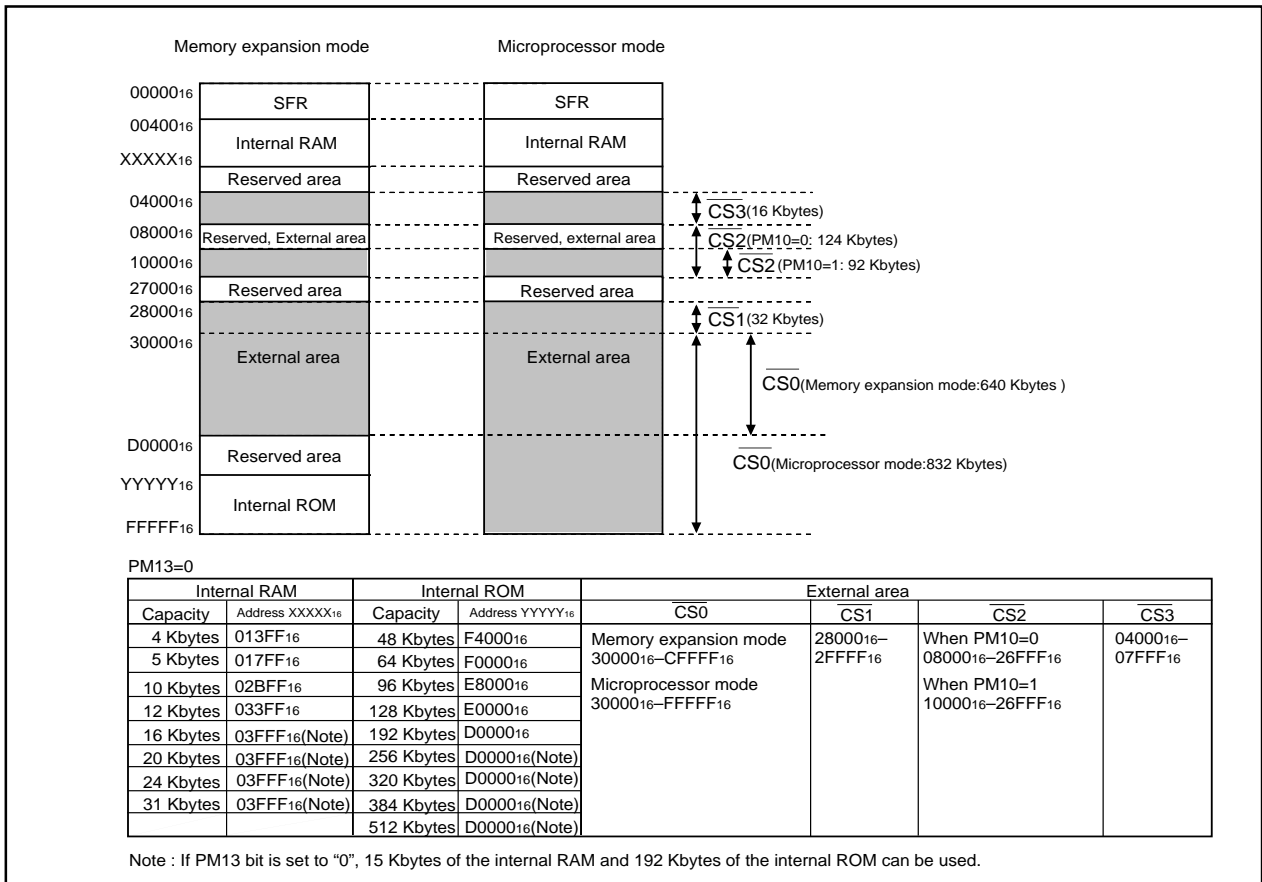 Memory expansion mode Microprocessor mode
0000016 SFR SFR
0040016
Internal RAM Internal RAM
XXXXX16
Reserved area Reserved area
0400016
CS3(16 Kbytes)
0800016
Reserved, External area Reserved, external area CS2(PM10=0: 124 Kbytes)
1000016 CS2 (PM10=1: 92 Kbytes)
2700016 Reserved area Reserved area
2800016
CS1(32 Kbytes)
3000016
External area External area
CS0(Memory expansion mode:640 Kbytes )
D000016
Reserved area CS0(Microprocessor mode:832 Kbytes)
YYYYY16
Internal ROM
FFFFF16
PM13=0
Internal RAM Internal ROM External area
Capacity Address XXXXX16 Capacity Address YYYYY16 CS0 CS1 CS2 CS3
4 Kbytes 013FF16 48 Kbytes F400016 Memory expansion mode 2800016– When PM10=0 0400016–
5 Kbytes 017FF16 64 Kbytes F000016 3000016–CFFFF16 2FFFF16 0800016–26FFF16 07FFF16
10 Kbytes 02BFF16 96 Kbytes E800016 Microprocessor mode When PM10=1
12 Kbytes 033FF16 128 Kbytes E000016 3000016–FFFFF16 1000016–26FFF16
16 Kbytes 03FFF16(Note) 192 Kbytes D000016
20 Kbytes 03FFF16(Note) 256 Kbytes D000016(Note)
24 Kbytes 03FFF16(Note) 320 Kbytes D000016(Note)
31 Kbytes 03FFF16(Note) 384 Kbytes D000016(Note)
512 Kbytes D000016(Note)
Note : If PM13 bit is set to “0”, 15 Kbytes of the internal RAM and 192 Kbytes of the internal ROM can be used.